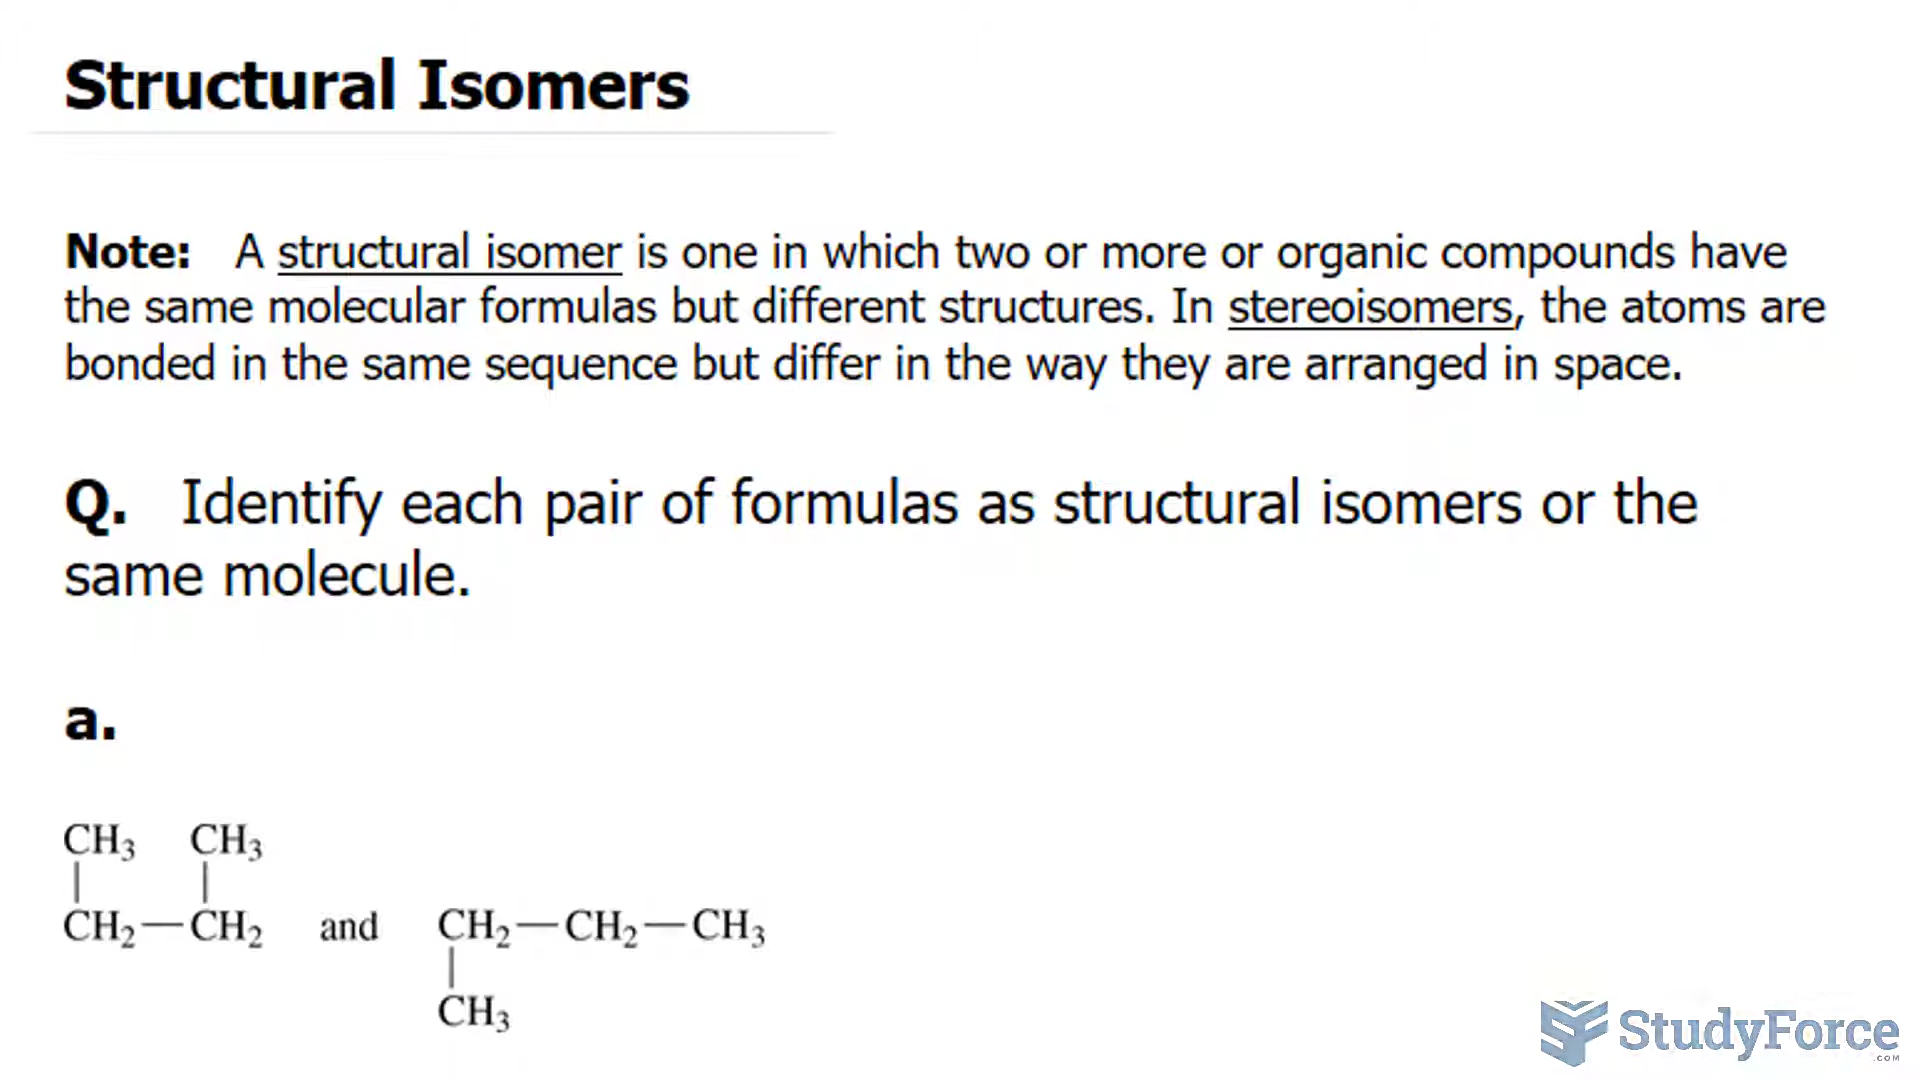 Structural Isomers
Note: A structural isomer is one in which two or more or organic compounds have
the same molecular formulas but different structures. In stereoisomers, the atoms are
bonded in the same sequence but differ in the way they are arranged in space.
Q. Identify each pair of formulas as structural isomers or the
same molecule.
a.
CH₃ CH₃
CH₂—CH₂ and CH₂—CH₂—CH₃
CH₃
StudyForce
.COM